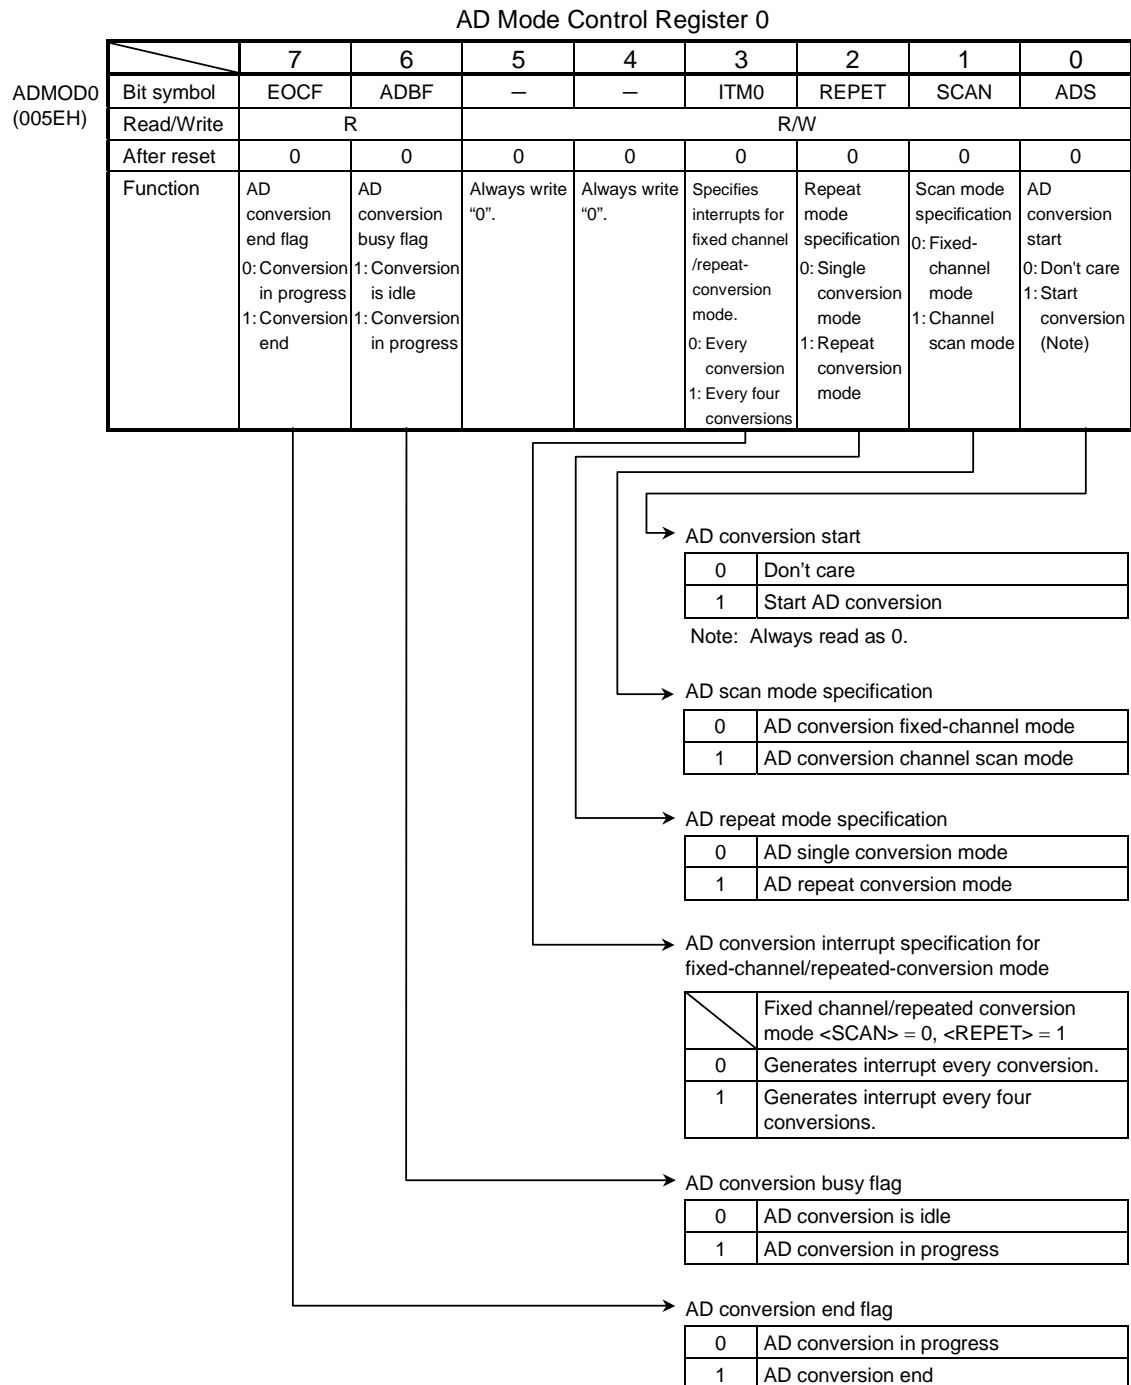 AD Mode Control Register 0
7 6 5 4 3 2 1 0
ADMOD0
(005EH)
Bit symbol EOCF ADBF — — ITM0 REPET SCAN ADS
Read/Write R R/W
After reset 0 0 0 0 0 0 0 0
Function
AD
conversion
end flag
0: Conversion
in progress
1: Conversion
end
AD
conversion
busy flag
1: Conversion
is idle
1: Conversion
in progress
Always write
“0”.
Always write
“0”.
Specifies
interrupts for
fixed channel
/repeat-
conversion
mode.
0: Every
conversion
1: Every four
conversions
Repeat
mode
specification
0: Single
conversion
mode
1: Repeat
conversion
mode
Scan mode
specification
0: Fixed-
channel
mode
1: Channel
scan mode
AD
conversion
start
0: Don't care
1: Start
conversion
(Note)
AD conversion start
0 Don’t care
1 Start AD conversion
Note: Always read as 0.
AD scan mode specification
0 AD conversion fixed-channel mode
1 AD conversion channel scan mode
AD repeat mode specification
0 AD single conversion mode
1 AD repeat conversion mode
AD conversion interrupt specification for
fixed-channel/repeated-conversion mode
Fixed channel/repeated conversion
mode <SCAN> = 0, <REPET> = 1
0 Generates interrupt every conversion.
1 Generates interrupt every four
conversions.
AD conversion busy flag
0 AD conversion is idle
1 AD conversion in progress
AD conversion end flag
0 AD conversion in progress
1 AD conversion end